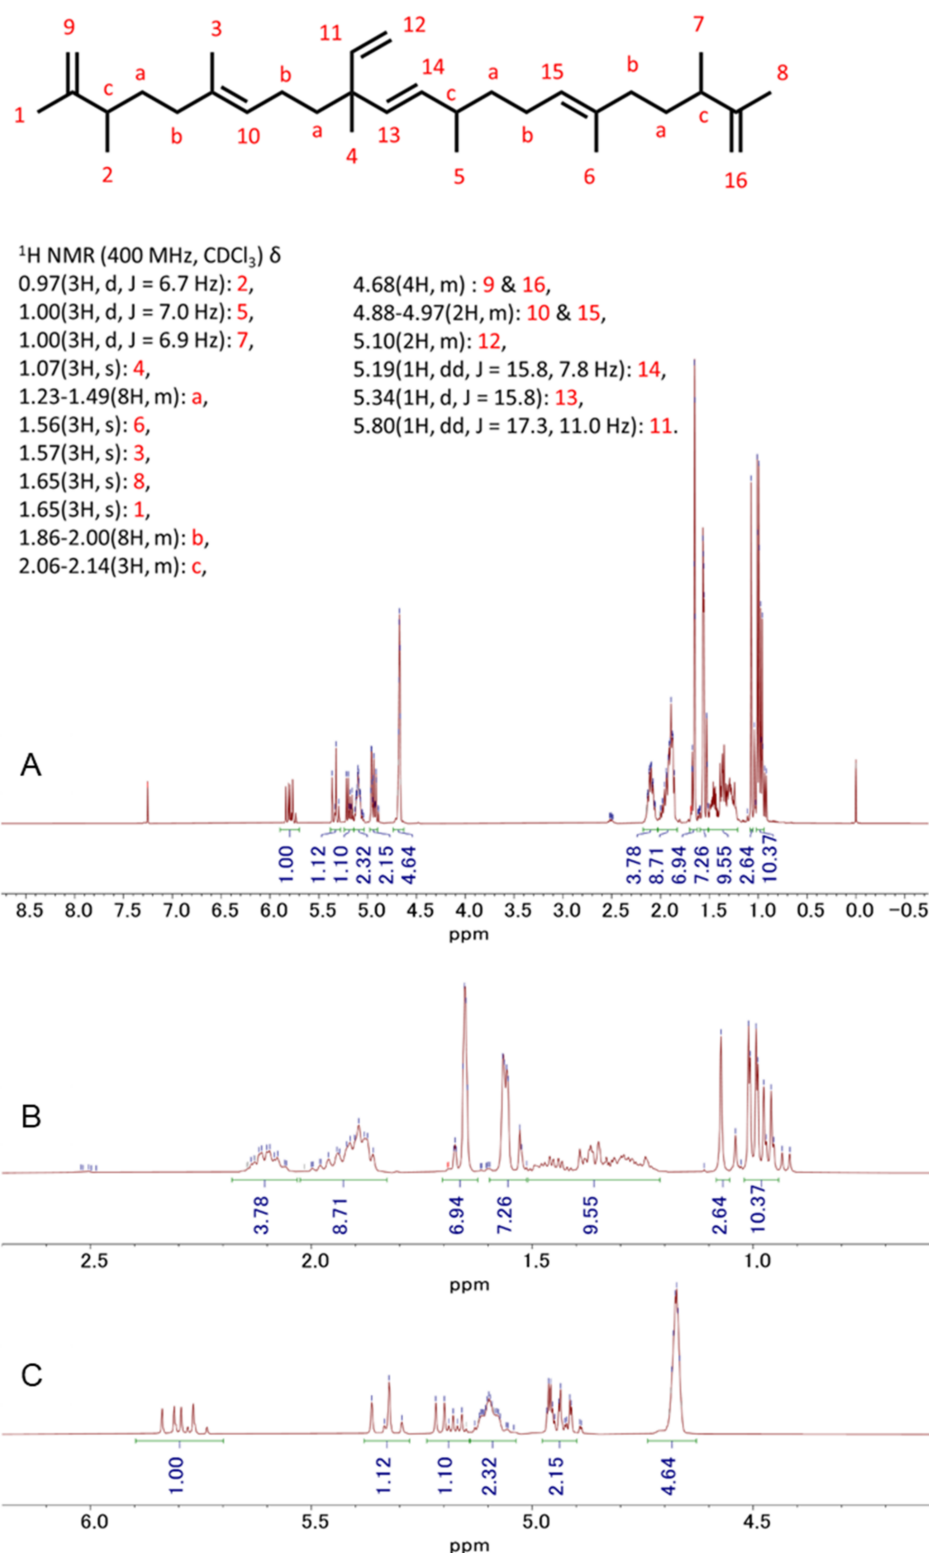 3
11
12
7
9
14
c
a
b
c
a
15
b
8
1
b
10
a
13
b
a
c
4
2
5
6
16
¹H NMR (400 MHz, CDCl₃) δ
0.97(3H, d, J = 6.7 Hz): 2,
1.00(3H, d, J = 7.0 Hz): 5,
1.00(3H, d, J = 6.9 Hz): 7,
1.07(3H, s): 4,
1.23-1.49(8H, m): a,
1.56(3H, s): 6,
1.57(3H, s): 3,
1.65(3H, s): 8,
1.65(3H, s): 1,
1.86-2.00(8H, m): b,
2.06-2.14(3H, m): c,
4.68(4H, m) : 9 & 16,
4.88-4.97(2H, m): 10 & 15,
5.10(2H, m): 12,
5.19(1H, dd, J = 15.8, 7.8 Hz): 14,
5.34(1H, d, J = 15.8): 13,
5.80(1H, dd, J = 17.3, 11.0 Hz): 11.
A
1.00 1.12 1.10 2.32 2.15 4.64 3.78 8.71 6.94 7.26 9.55 2.64 10.37
8.5 8.0 7.5 7.0 6.5 6.0 5.5 5.0 4.5 4.0 3.5 3.0 2.5 2.0 1.5 1.0 0.5 0.0 −0.5
ppm
B
3.78 8.71 6.94 7.26 9.55 2.64 10.37
2.5 2.0 1.5 1.0
ppm
C
1.00 1.12 1.10 2.32 2.15 4.64
6.0 5.5 5.0 4.5
ppm